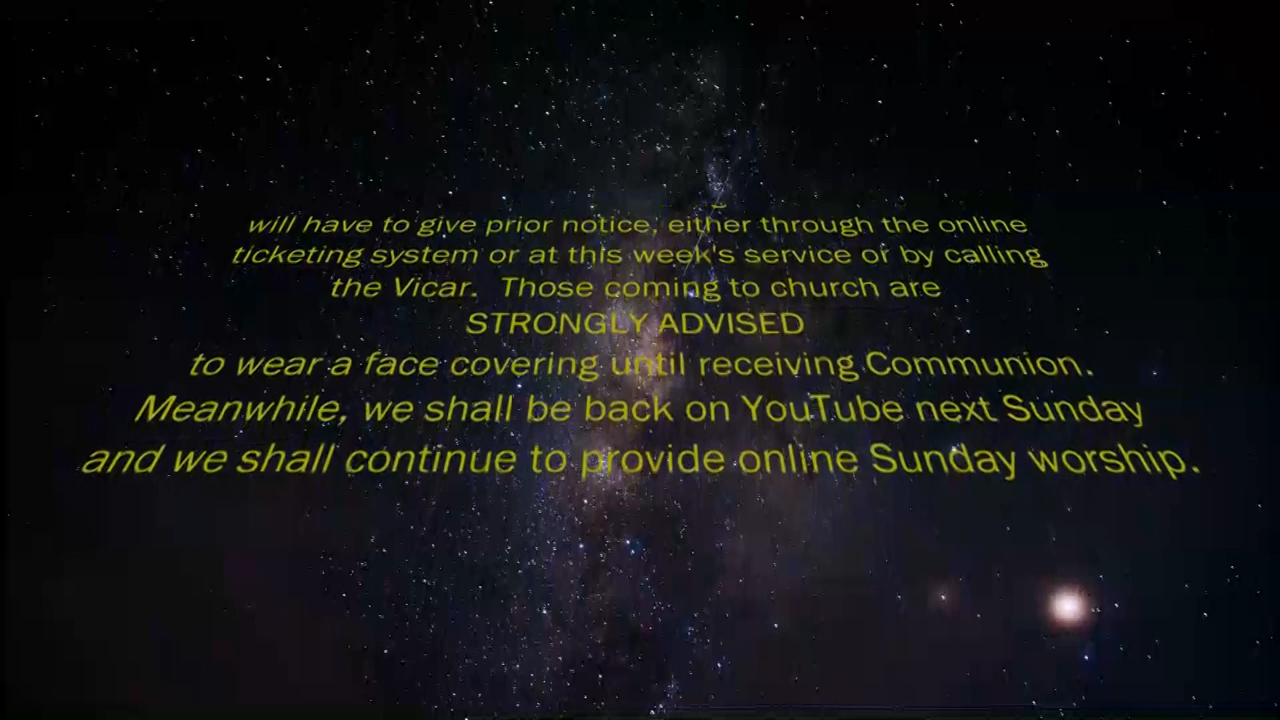 will have to give prior notice, either through the online
ticketing system or at this week's service or by calling
the Vicar. Those coming to church are
STRONGLY ADVISED
to wear a face covering until receiving Communion.
Meanwhile, we shall be back on YouTube next Sunday
and we shall continue to provide online Sunday worship.